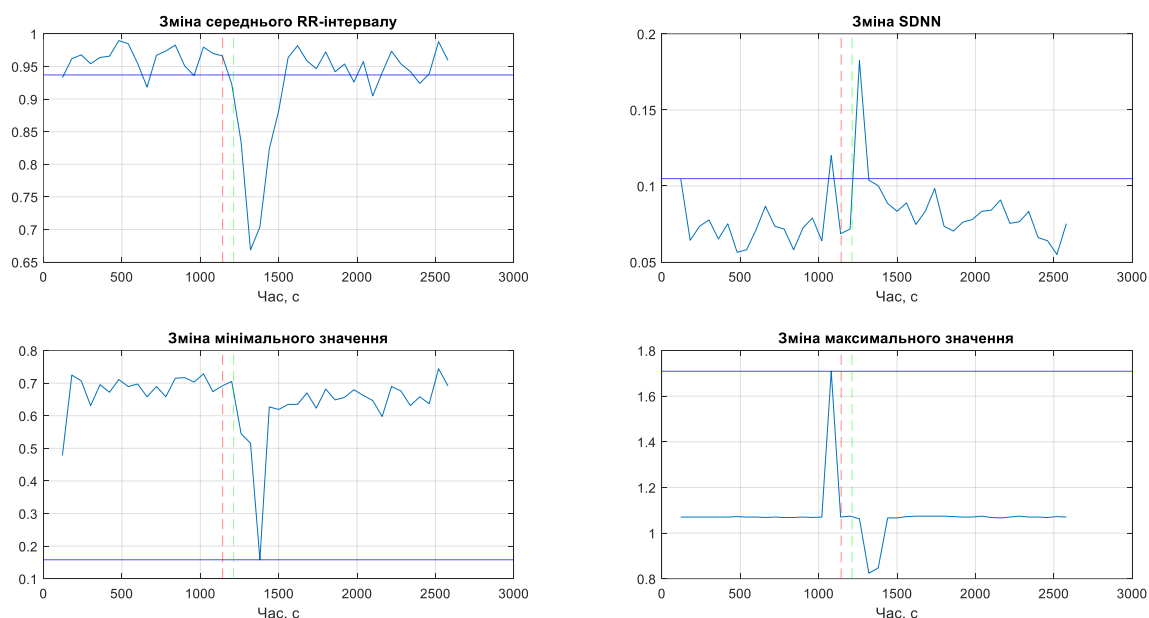 Зміна середнього RR-інтервалу
1
0.95
0.9
0.85
0.8
0.75
0.7
0.65
0 500 1000 1500 2000 2500 3000
Час, с
Зміна SDNN
0.2
0.15
0.1
0.05
0 500 1000 1500 2000 2500 3000
Час, с
Зміна мінімального значення
0.8
0.7
0.6
0.5
0.4
0.3
0.2
0.1
0 500 1000 1500 2000 2500 3000
Час, с
Зміна максимального значення
1.8
1.6
1.4
1.2
1
0.8
0 500 1000 1500 2000 2500 3000
Час, с